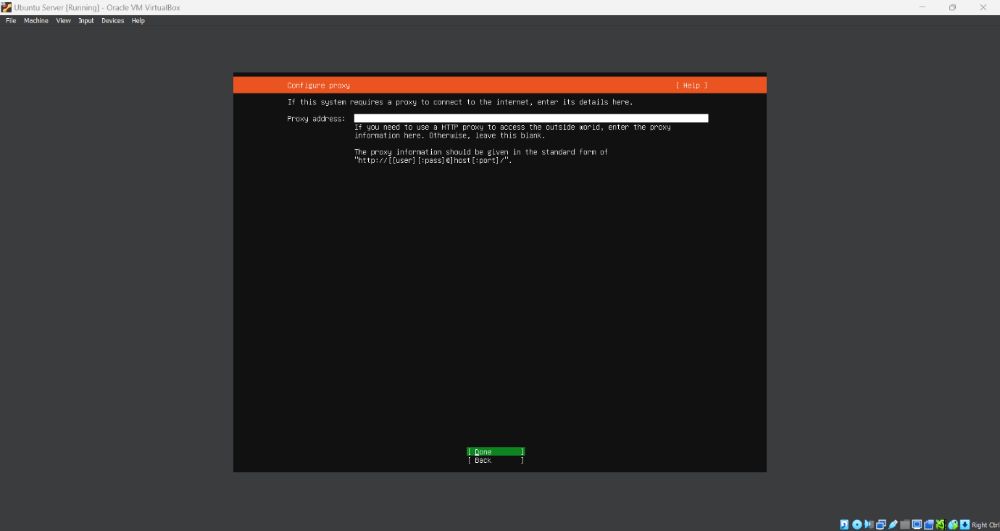 Ubuntu Server [Running] - Oracle VM VirtualBox
File Machine View Input Devices Help
Configure proxy [ Help ]
If this system requires a proxy to connect to the internet, enter its details here.
Proxy address:
If you need to use a HTTP proxy to access the outside world, enter the proxy
information here. Otherwise, leave this blank.
The proxy information should be given in the standard form of
"http://[[user][:pass]@]host[:port]/".
[ Done ]
[ Back ]
Right Ctrl